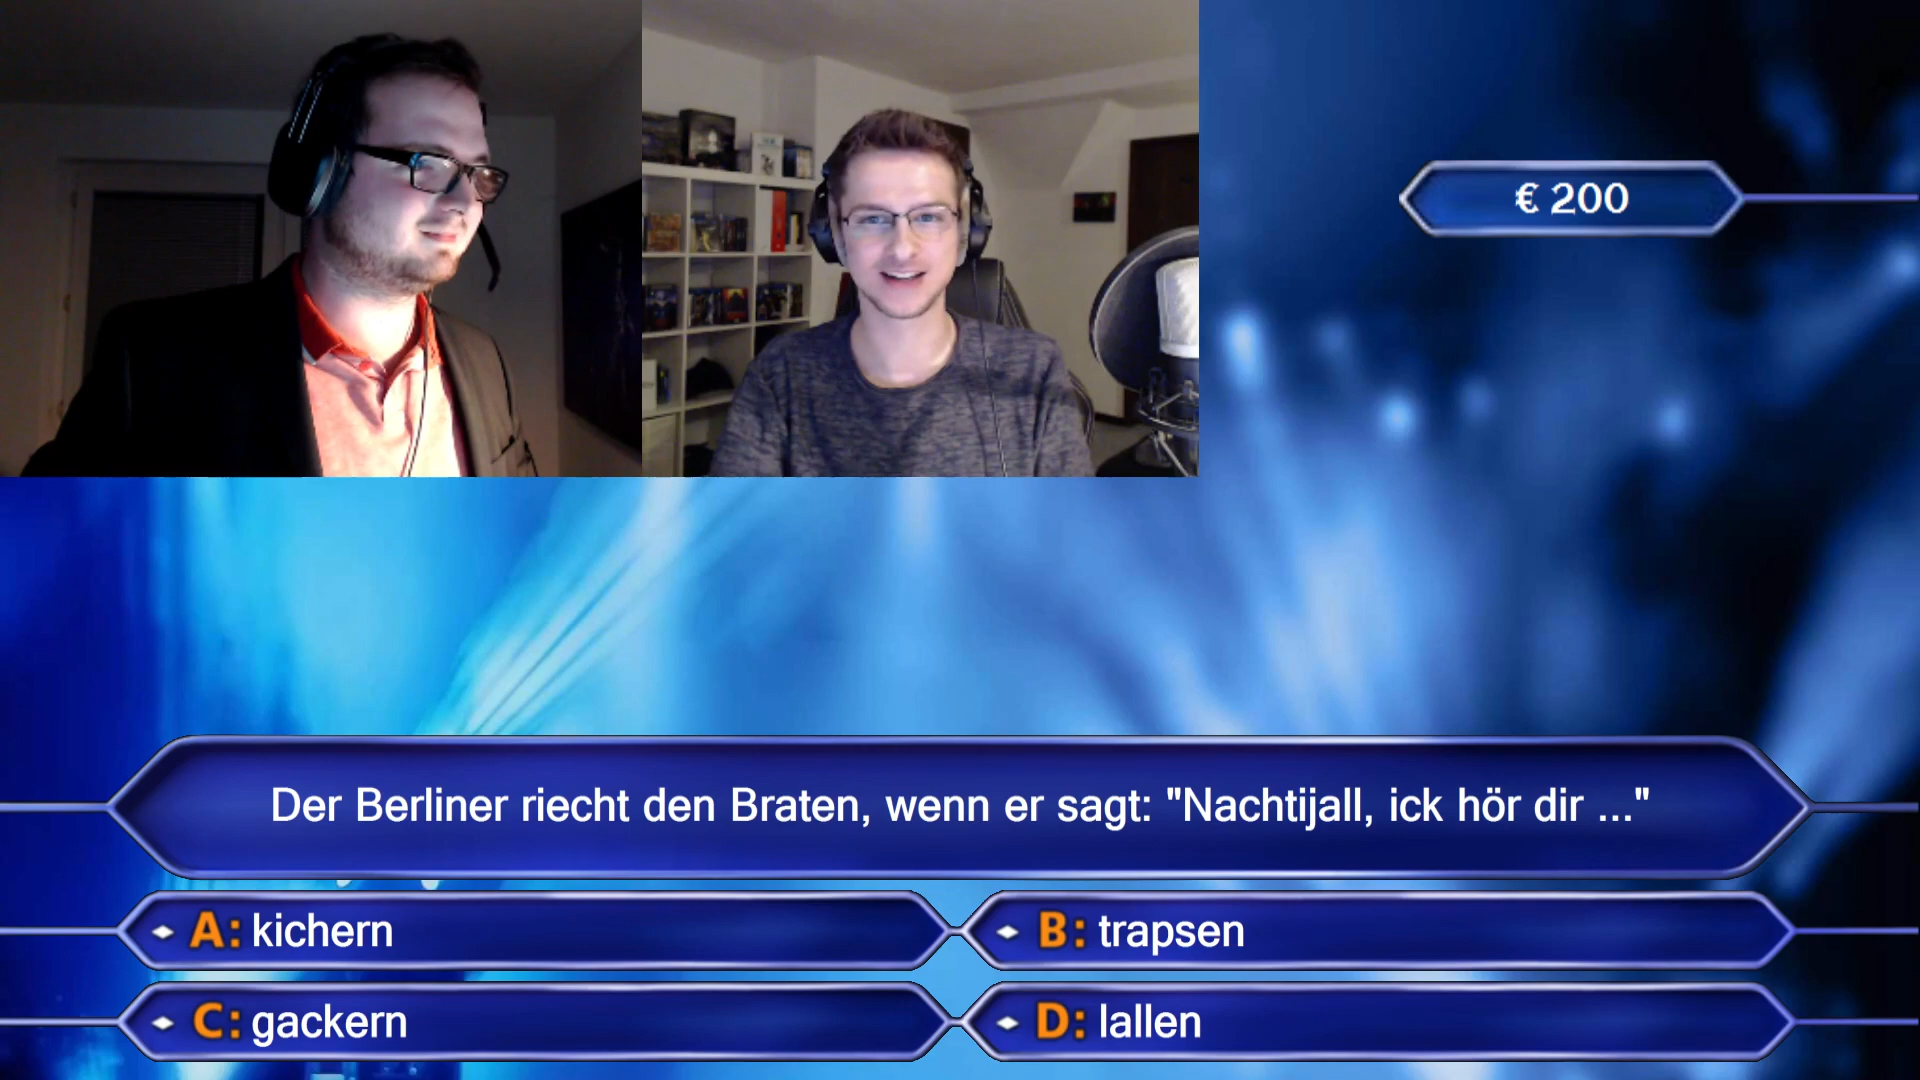 € 200
Der Berliner riecht den Braten, wenn er sagt: "Nachtijall, ick hör dir ..."
A: kichern
B: trapsen
C: gackern
D: lallen